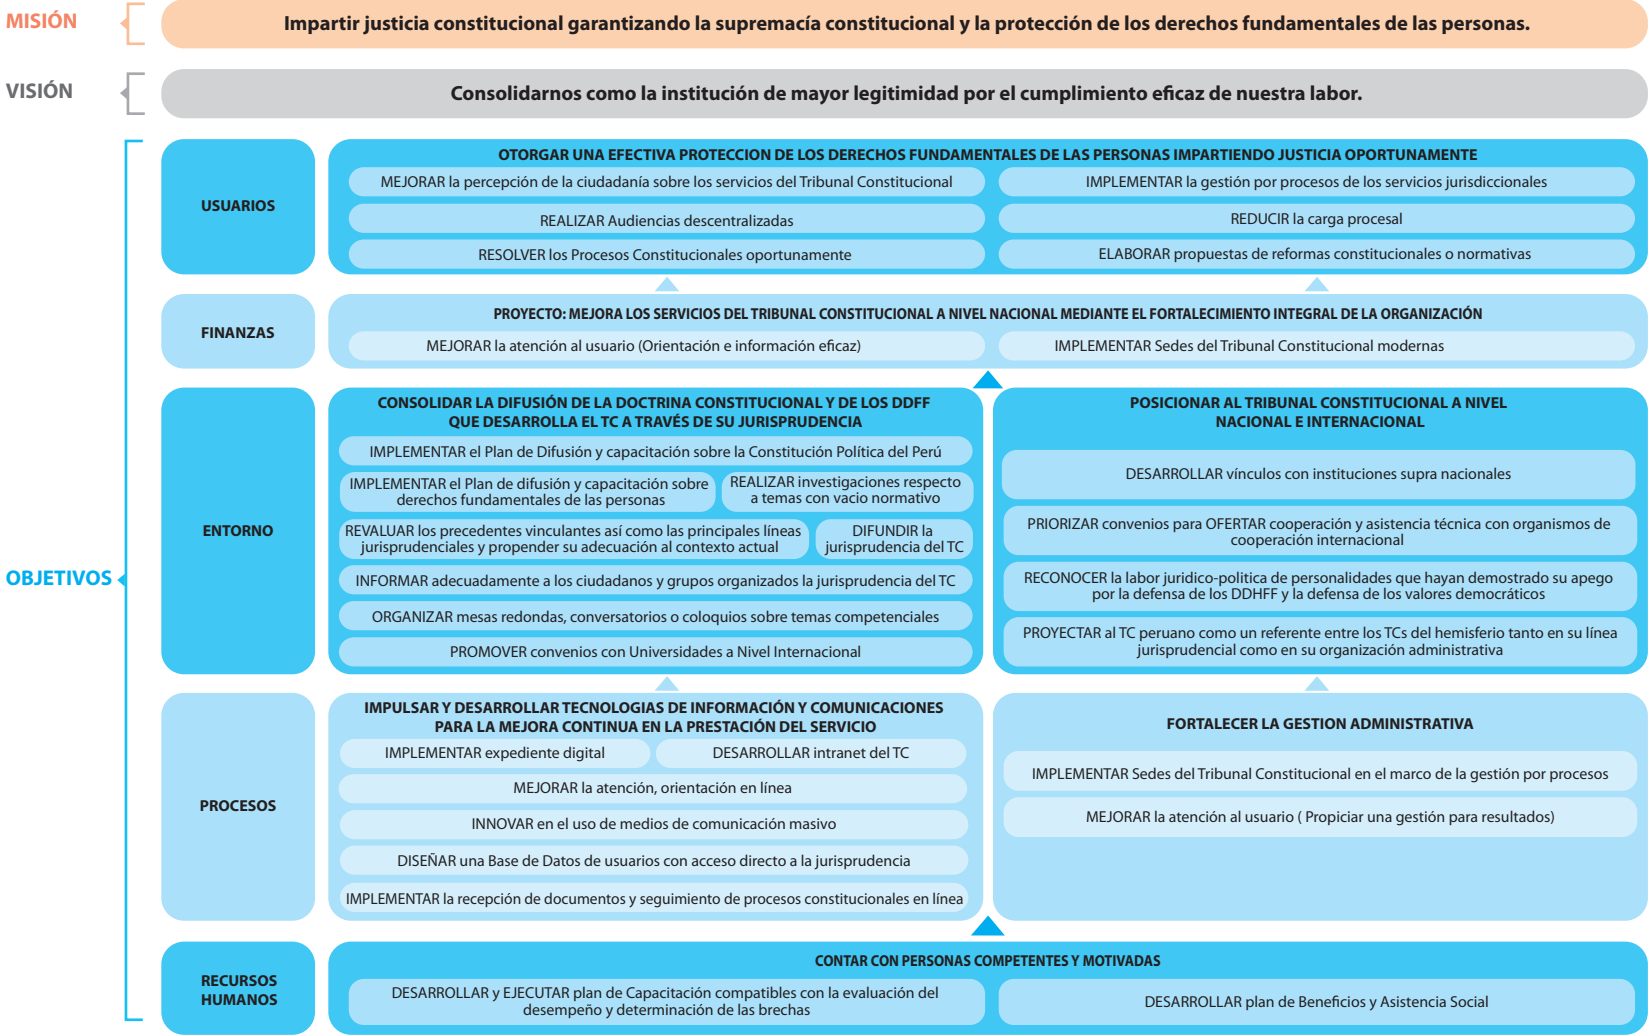 MISIÓN
Impartir justicia constitucional garantizando la supremacía constitucional y la protección de los derechos fundamentales de las personas.
VISIÓN
Consolidarnos como la institución de mayor legitimidad por el cumplimiento eficaz de nuestra labor.
OBJETIVOS
USUARIOS
OTORGAR UNA EFECTIVA PROTECCION DE LOS DERECHOS FUNDAMENTALES DE LAS PERSONAS IMPARTIENDO JUSTICIA OPORTUNAMENTE
MEJORAR la percepción de la ciudadanía sobre los servicios del Tribunal Constitucional
IMPLEMENTAR la gestión por procesos de los servicios jurisdiccionales
REALIZAR Audiencias descentralizadas
REDUCIR la carga procesal
RESOLVER los Procesos Constitucionales oportunamente
ELABORAR propuestas de reformas constitucionales o normativas
FINANZAS
PROYECTO: MEJORA LOS SERVICIOS DEL TRIBUNAL CONSTITUCIONAL A NIVEL NACIONAL MEDIANTE EL FORTALECIMIENTO INTEGRAL DE LA ORGANIZACIÓN
MEJORAR la atención al usuario (Orientación e información eficaz)
IMPLEMENTAR Sedes del Tribunal Constitucional modernas
ENTORNO
CONSOLIDAR LA DIFUSIÓN DE LA DOCTRINA CONSTITUCIONAL Y DE LOS DDFF
QUE DESARROLLA EL TC A TRAVÉS DE SU JURISPRUDENCIA
IMPLEMENTAR el Plan de Difusión y capacitación sobre la Constitución Política del Perú
IMPLEMENTAR el Plan de difusión y capacitación sobre
derechos fundamentales de las personas
REALIZAR investigaciones respecto
a temas con vacio normativo
REVALUAR los precedentes vinculantes así como las principales líneas
jurisprudenciales y propender su adecuación al contexto actual
DIFUNDIR la
jurisprudencia del TC
INFORMAR adecuadamente a los ciudadanos y grupos organizados la jurisprudencia del TC
ORGANIZAR mesas redondas, conversatorios o coloquios sobre temas competenciales
PROMOVER convenios con Universidades a Nivel Internacional
POSICIONAR AL TRIBUNAL CONSTITUCIONAL A NIVEL
NACIONAL E INTERNACIONAL
DESARROLLAR vínculos con instituciones supra nacionales
PRIORIZAR convenios para OFERTAR cooperación y asistencia técnica con organismos de
cooperación internacional
RECONOCER la labor juridico-politica de personalidades que hayan demostrado su apego
por la defensa de los DDHFF y la defensa de los valores democráticos
PROYECTAR al TC peruano como un referente entre los TCs del hemisferio tanto en su línea
jurisprudencial como en su organización administrativa
PROCESOS
IMPULSAR Y DESARROLLAR TECNOLOGIAS DE INFORMACIÓN Y COMUNICACIONES
PARA LA MEJORA CONTINUA EN LA PRESTACIÓN DEL SERVICIO
IMPLEMENTAR expediente digital
DESARROLLAR intranet del TC
MEJORAR la atención, orientación en línea
INNOVAR en el uso de medios de comunicación masivo
DISEÑAR una Base de Datos de usuarios con acceso directo a la jurisprudencia
IMPLEMENTAR la recepción de documentos y seguimiento de procesos constitucionales en línea
FORTALECER LA GESTION ADMINISTRATIVA
IMPLEMENTAR Sedes del Tribunal Constitucional en el marco de la gestión por procesos
MEJORAR la atención al usuario ( Propiciar una gestión para resultados)
RECURSOS
HUMANOS
CONTAR CON PERSONAS COMPETENTES Y MOTIVADAS
DESARROLLAR y EJECUTAR plan de Capacitación compatibles con la evaluación del
desempeño y determinación de las brechas
DESARROLLAR plan de Beneficios y Asistencia Social